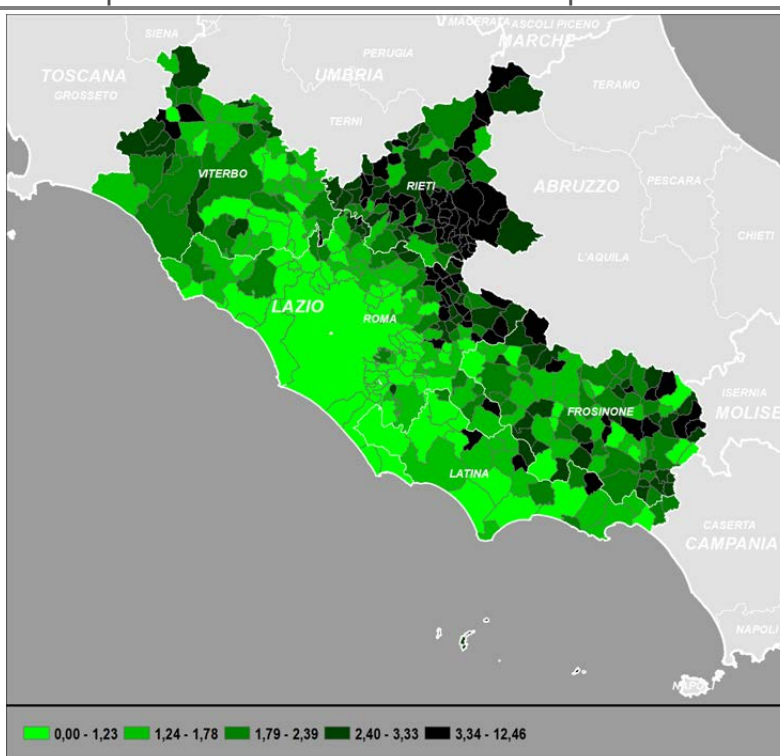 MACERATA
ASCOLI PICENO
MARCHE
SIENA
PERUGIA
TOSCANA
UMBRIA
GROSSETO
TERAMO
TERNI
VITERBO
RIETI
ABRUZZO
PESCARA
CHIETI
L'AQUILA
LAZIO
ROMA
ISERNIA
MOLISE
FROSINONE
LATINA
CASERTA
CAMPANIA
NAPOLI
NAPOLI
0,00 - 1,23 1,24 - 1,78 1,79 - 2,39 2,40 - 3,33 3,34 - 12,46